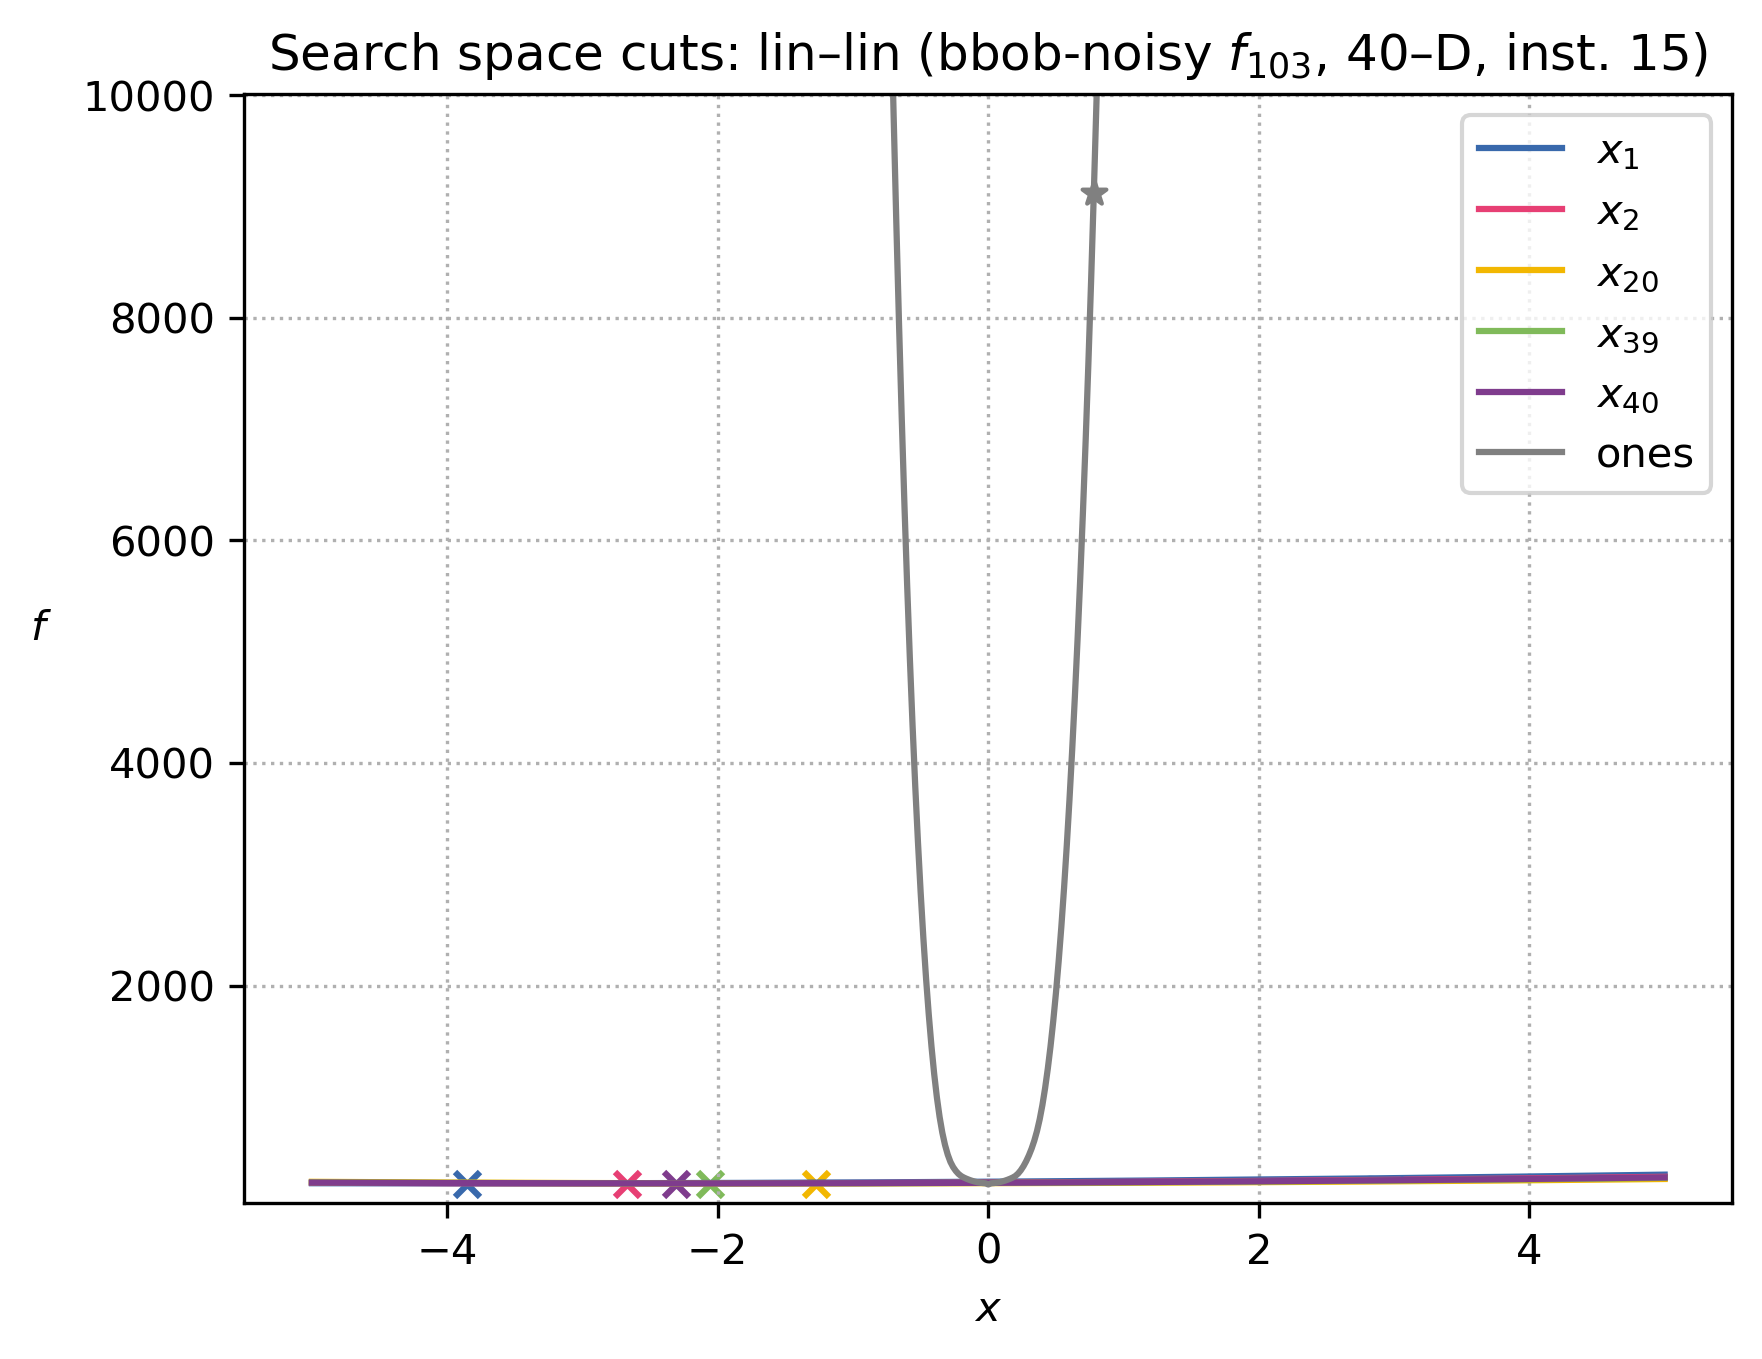 Search space cuts: lin–lin (bbob-noisy f₁₀₃, 40–D, inst. 15)
10000
8000
6000
4000
2000
f
−4
−2
0
2
4
x
x₁
x₂
x₂₀
x₃₉
x₄₀
ones